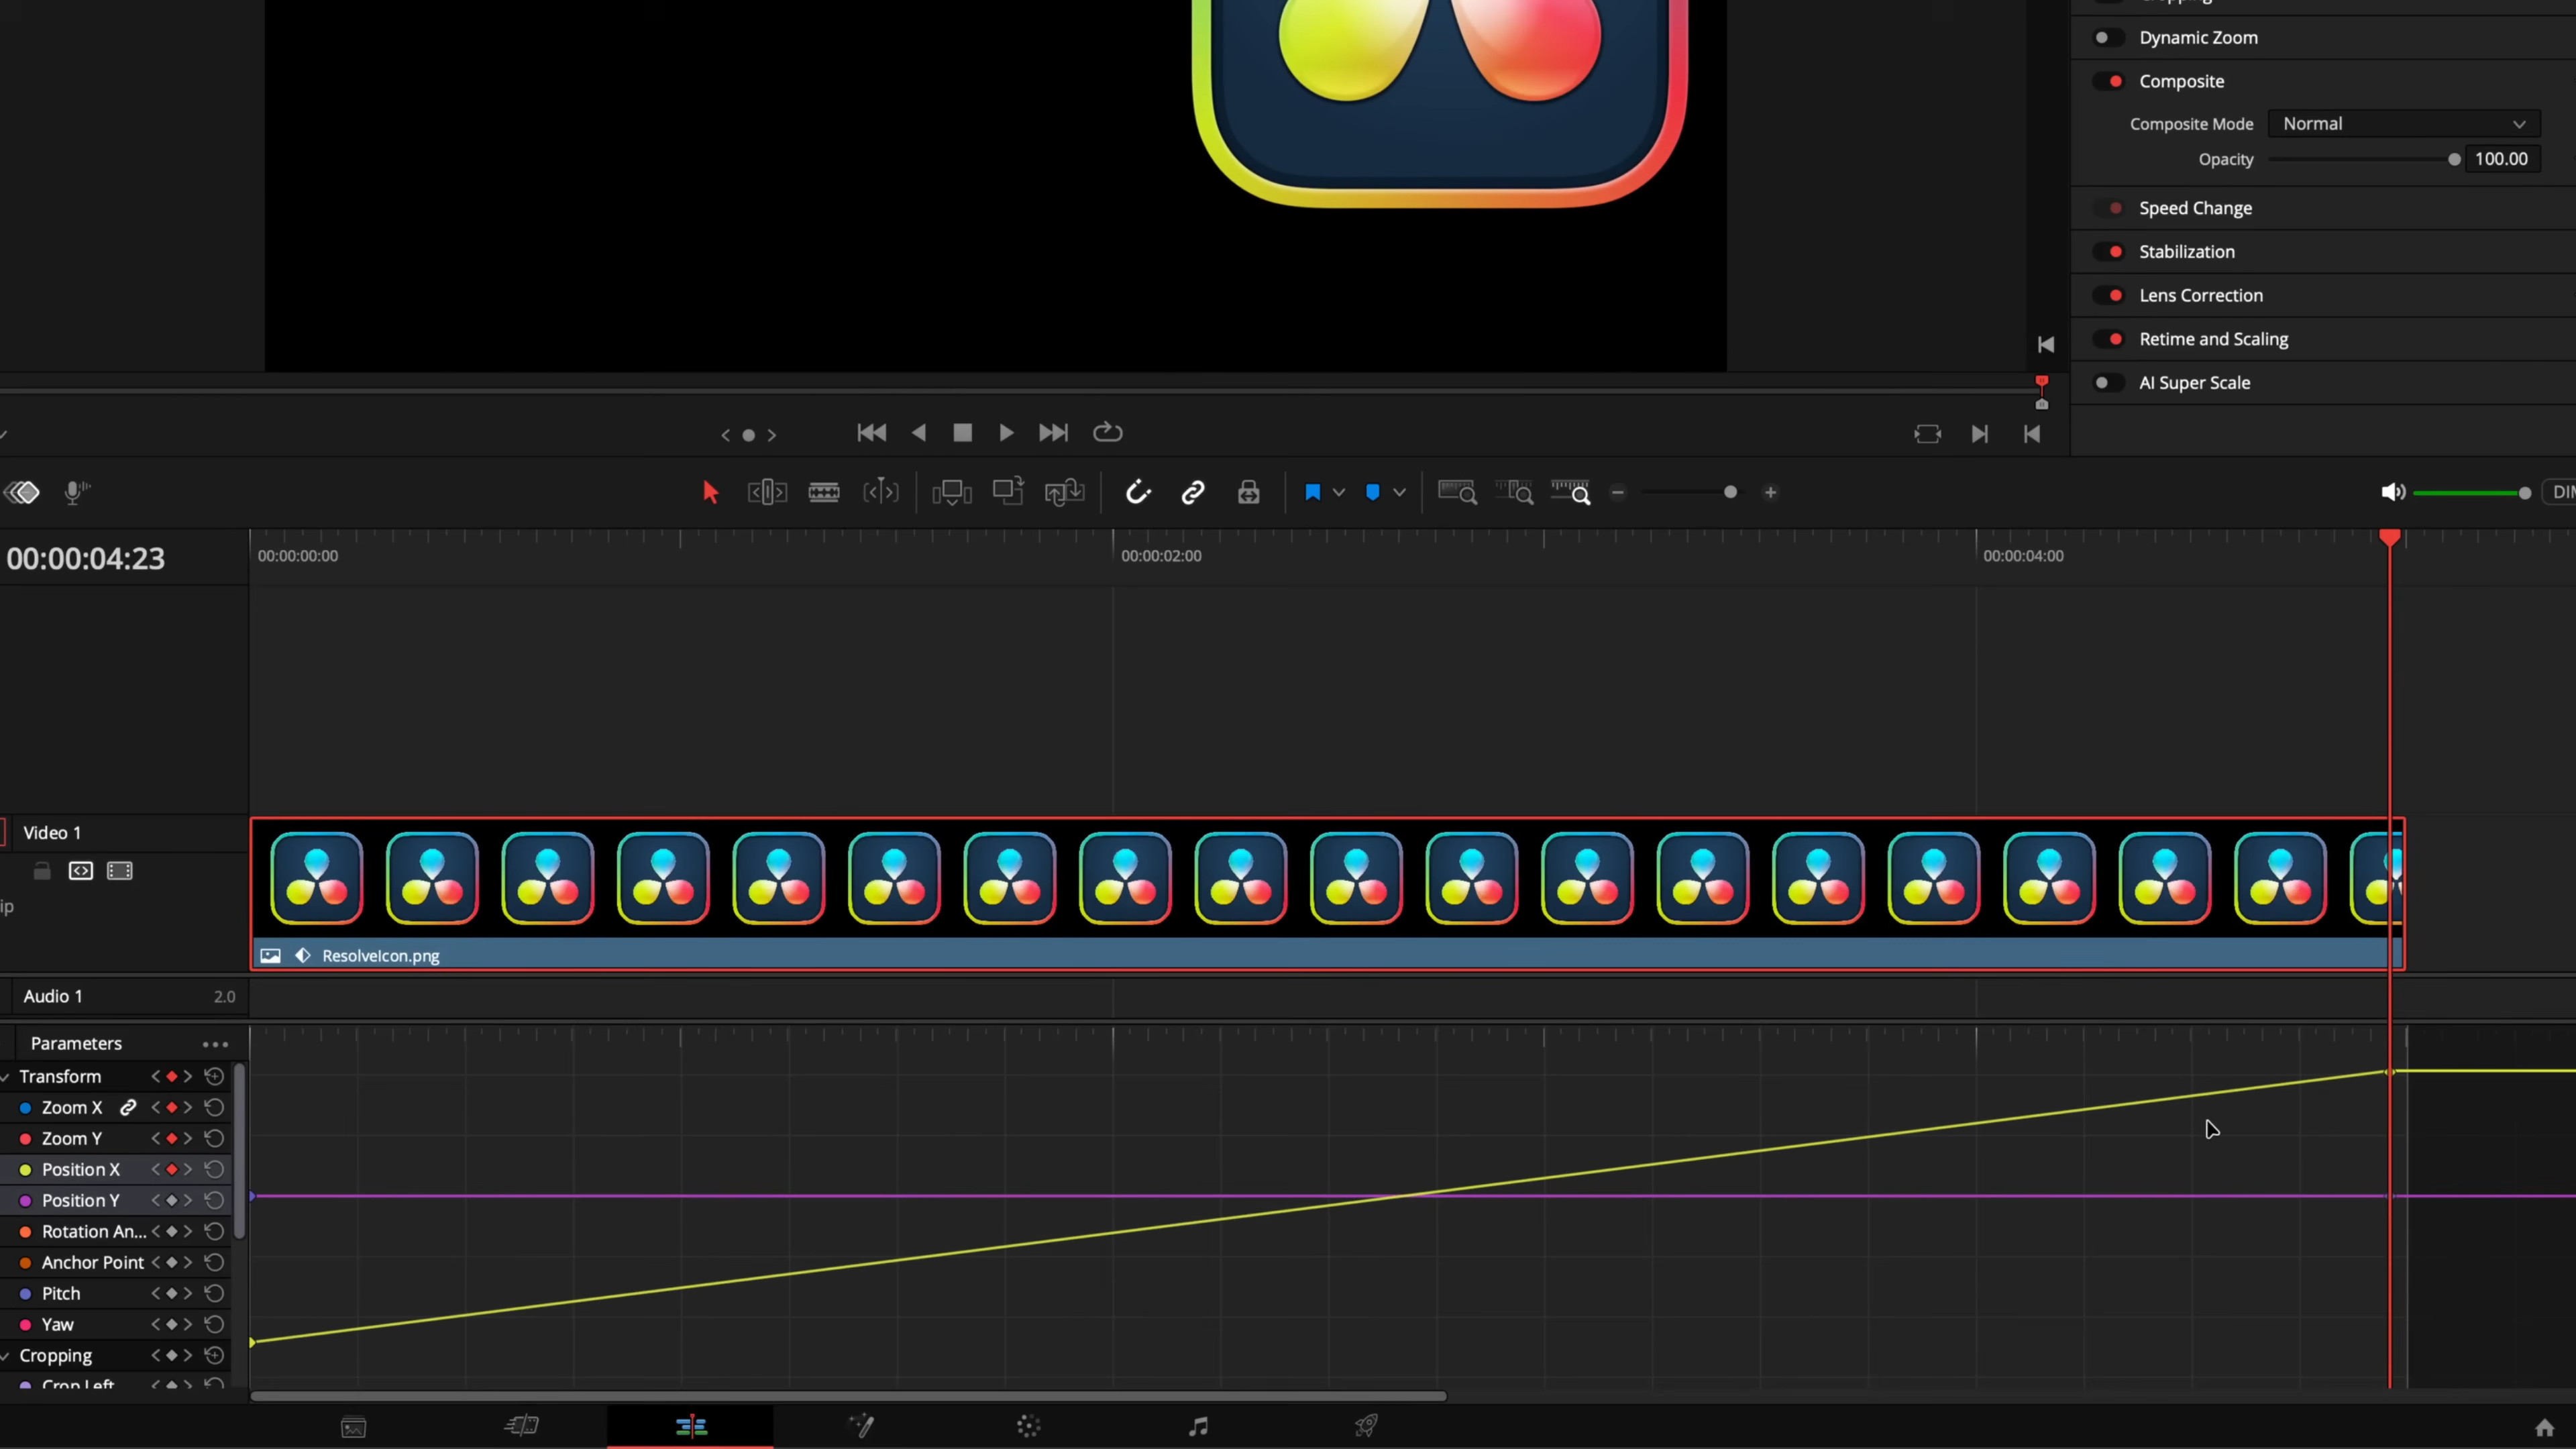 Dynamic Zoom
Composite
Composite Mode Normal
Opacity 100.00
Speed Change
Stabilization
Lens Correction
Retime and Scaling
AI Super Scale
00:00:04:23
00:00:00:00
00:00:02:00
00:00:04:00
Video 1
ResolveIcon.png
Audio 1 2.0
Parameters
Transform
Zoom X
Zoom Y
Position X
Position Y
Rotation An...
Anchor Point
Pitch
Yaw
Cropping
Crop Left